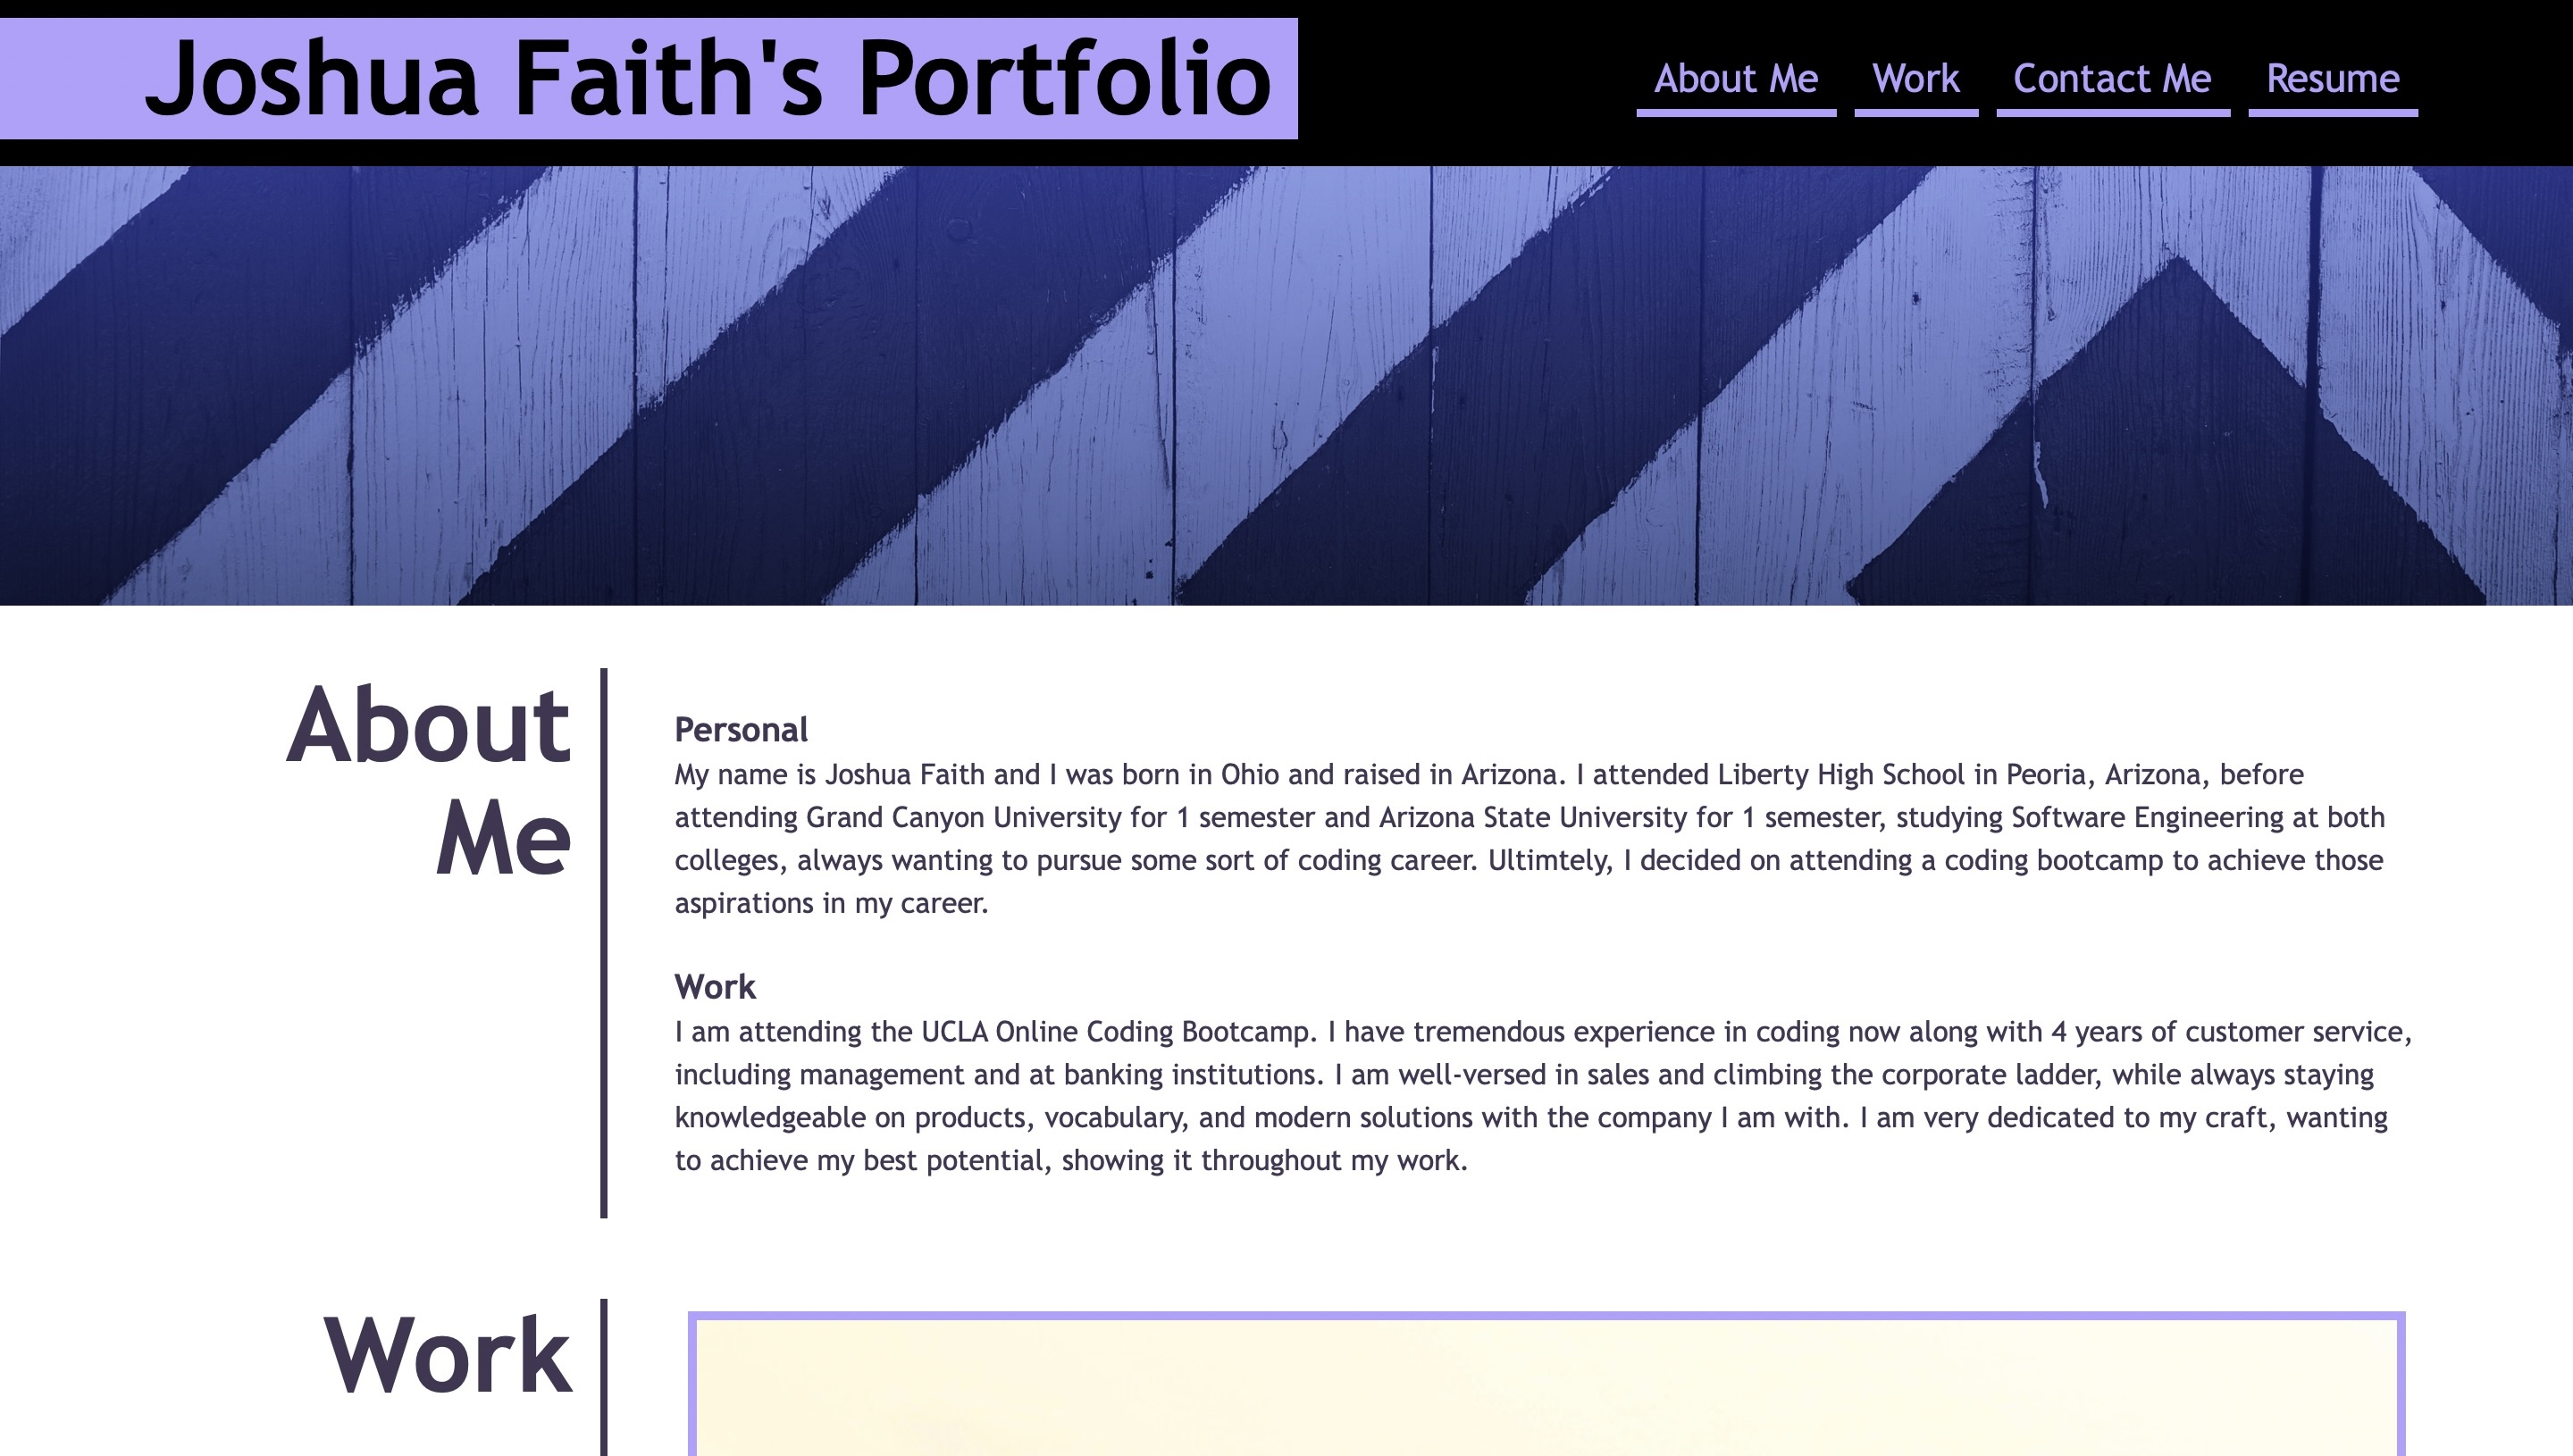 Joshua Faith's Portfolio
About Me
Work
Contact Me
Resume
About
Me
Personal
My name is Joshua Faith and I was born in Ohio and raised in Arizona. I attended Liberty High School in Peoria, Arizona, before
attending Grand Canyon University for 1 semester and Arizona State University for 1 semester, studying Software Engineering at both
colleges, always wanting to pursue some sort of coding career. Ultimtely, I decided on attending a coding bootcamp to achieve those
aspirations in my career.
Work
I am attending the UCLA Online Coding Bootcamp. I have tremendous experience in coding now along with 4 years of customer service,
including management and at banking institutions. I am well-versed in sales and climbing the corporate ladder, while always staying
knowledgeable on products, vocabulary, and modern solutions with the company I am with. I am very dedicated to my craft, wanting
to achieve my best potential, showing it throughout my work.
Work